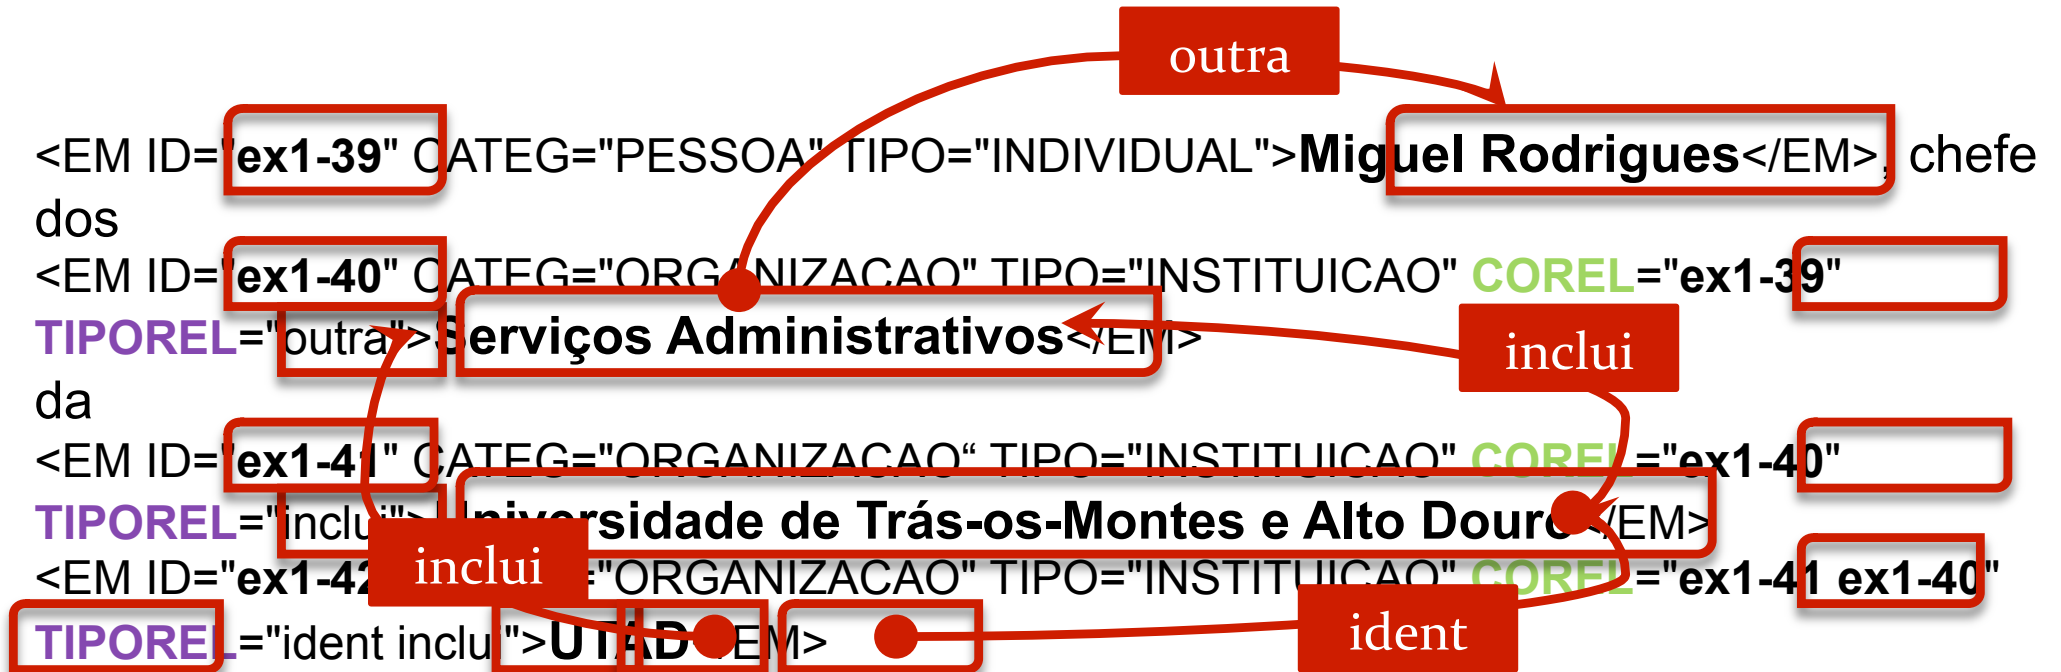 outra
<EM ID="ex1-39" CATEG="PESSOA" TIPO="INDIVIDUAL">Miguel Rodrigues</EM>, chefe
dos
<EM ID="ex1-40" CATEG="ORGANIZACAO" TIPO="INSTITUICAO" COREL="ex1-39"
TIPOREL="outra">Serviços Administrativos</EM>
inclui
da
<EM ID="ex1-41" CATEG="ORGANIZACAO“ TIPO="INSTITUICAO" COREL="ex1-40"
TIPOREL="inclui">Universidade de Trás-os-Montes e Alto Douro</EM>
inclui
<EM ID="ex1-42 ="ORGANIZACAO" TIPO="INSTITUICAO" COREL="ex1-41 ex1-40"
TIPOREL="ident inclui">UTAD</EM>
ident